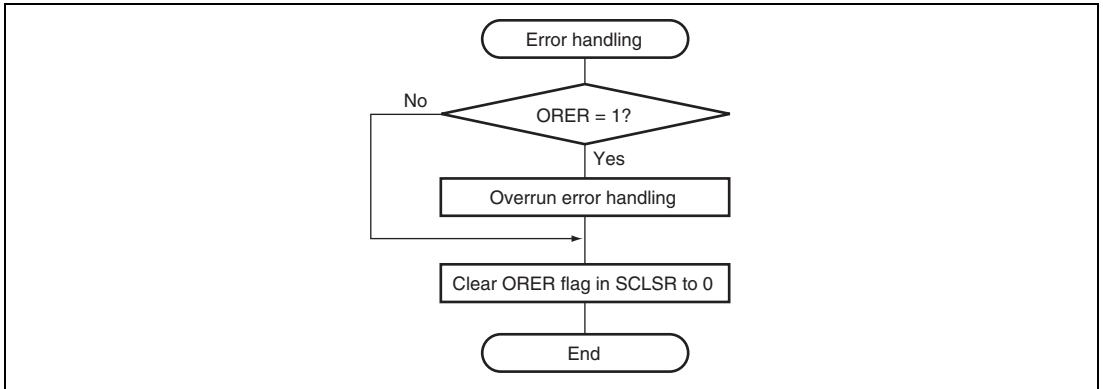 Error handling
No
ORER = 1?
Yes
Overrun error handling
Clear ORER flag in SCLSR to 0
End